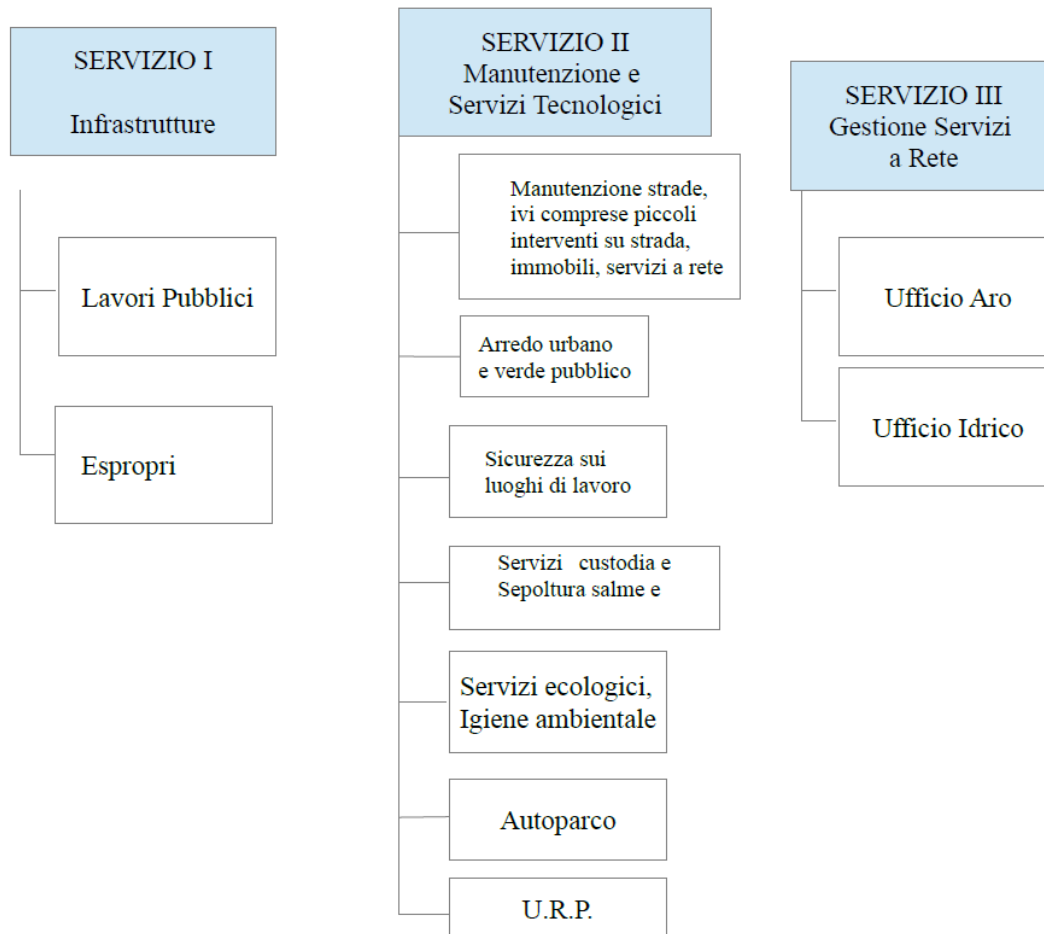 SERVIZIO I
Infrastrutture
Lavori Pubblici
Espropri
SERVIZIO II
Manutenzione e
Servizi Tecnologici
Manutenzione strade,
ivi comprese piccoli
interventi su strada,
immobili, servizi a rete
Arredo urbano
e verde pubblico
Sicurezza sui
luoghi di lavoro
Servizi custodia e
Sepoltura salme e
Servizi ecologici,
Igiene ambientale
Autoparco
U.R.P.
SERVIZIO III
Gestione Servizi
a Rete
Ufficio Aro
Ufficio Idrico